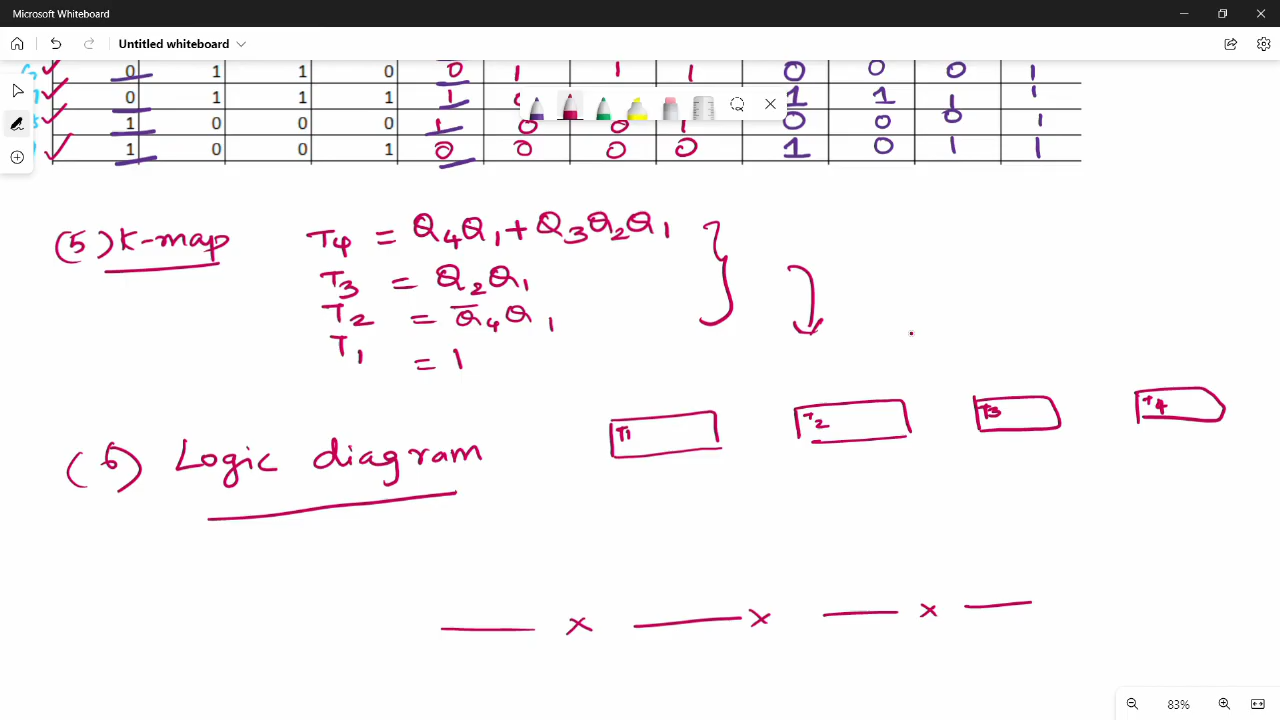 Microsoft Whiteboard
Untitled whiteboard
0 1 1 0 0 1 1 1 0 0 0 1
0 1 1 1 1 1 1 1 1
1 0 0 0 1 0 0 1 0 0 0 1
1 0 0 1 0 0 0 0 1 0 1 1
(5) K-map
T4 = Q4Q1 + Q3Q2Q1
T3 = Q2Q1
T2 = Q̅4Q1
T1 = 1
T1 T2 T3 T4
(6) Logic diagram
x x x
83%